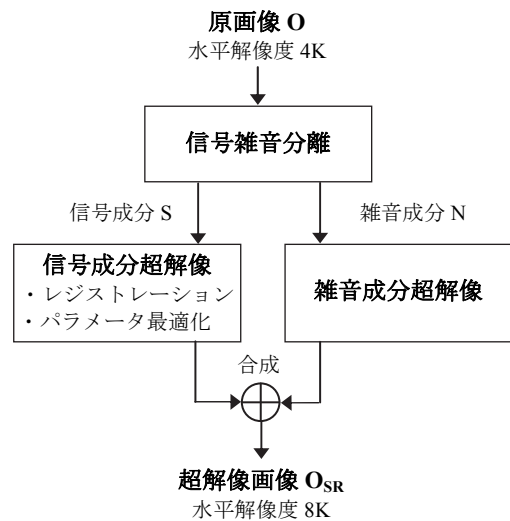 原画像 O
水平解像度 4K
信号雑音分離
信号成分 S
雑音成分 N
信号成分超解像
・レジストレーション
・パラメータ最適化
雑音成分超解像
合成
超解像画像 OSR
水平解像度 8K